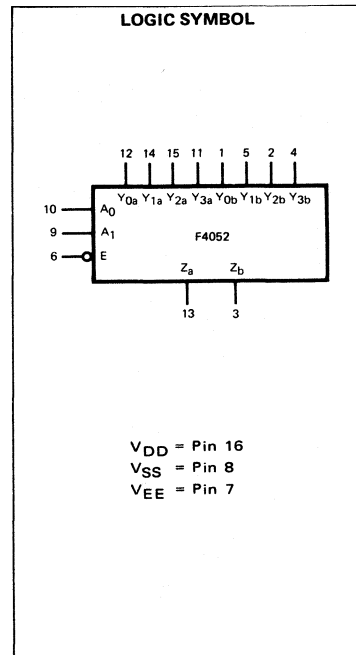 LOGIC SYMBOL
12 14 15 11 1 5 2 4
Y0a Y1a Y2a Y3a Y0b Y1b Y2b Y3b
10 A0
9 A1
F4052
6 E
Za Zb
13 3
VDD = Pin 16
VSS = Pin 8
VEE = Pin 7